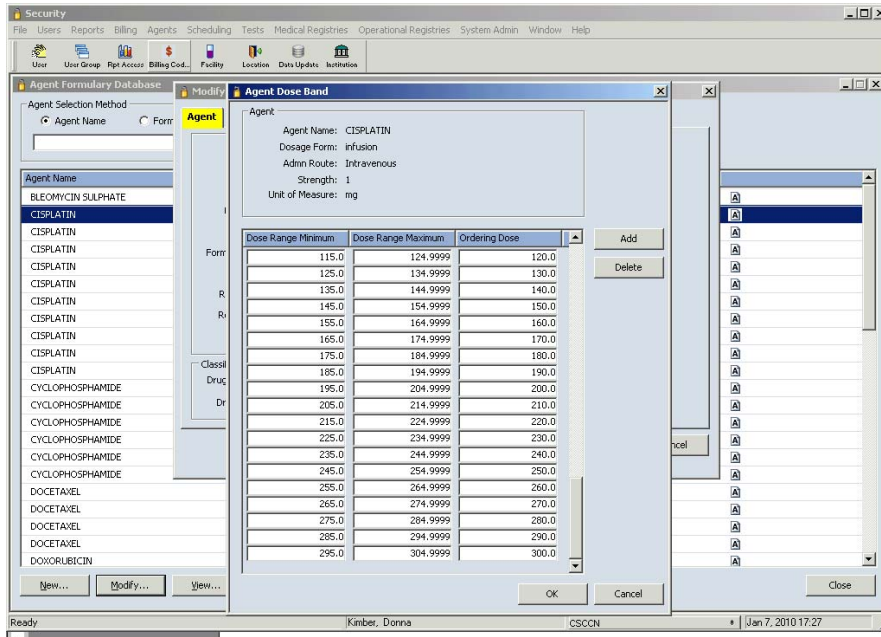 Security
File Users Reports Billing Agents Scheduling Tests Medical Registries Operational Registries System Admin Window Help
User User Group Rpt Access Billing Cod... Facility Location Data Update Institution
Agent Formulary Database
Agent Selection Method
Agent Name Form
Agent Name
BLEOMYCIN SULPHATE
CISPLATIN
CISPLATIN
CISPLATIN
CISPLATIN
CISPLATIN
CISPLATIN
CISPLATIN
CISPLATIN
CISPLATIN
CISPLATIN
CYCLOPHOSPHAMIDE
CYCLOPHOSPHAMIDE
CYCLOPHOSPHAMIDE
CYCLOPHOSPHAMIDE
CYCLOPHOSPHAMIDE
CYCLOPHOSPHAMIDE
DOCETAXEL
DOCETAXEL
DOCETAXEL
DOCETAXEL
DOXORUBICIN
New... Modify... View... Close
Modify
Agent
Form
R
Classif
Drug
Dr
ncel
Agent Dose Band
Agent
Agent Name: CISPLATIN
Dosage Form: infusion
Admn Route: Intravenous
Strength: 1
Unit of Measure: mg
Dose Range Minimum Dose Range Maximum Ordering Dose
115.0 124.9999 120.0
125.0 134.9999 130.0
135.0 144.9999 140.0
145.0 154.9999 150.0
155.0 164.9999 160.0
165.0 174.9999 170.0
175.0 184.9999 180.0
185.0 194.9999 190.0
195.0 204.9999 200.0
205.0 214.9999 210.0
215.0 224.9999 220.0
225.0 234.9999 230.0
235.0 244.9999 240.0
245.0 254.9999 250.0
255.0 264.9999 260.0
265.0 274.9999 270.0
275.0 284.9999 280.0
285.0 294.9999 290.0
295.0 304.9999 300.0
Add
Delete
OK Cancel
Ready Kimber, Donna CSCCN Jan 7, 2010 17:27